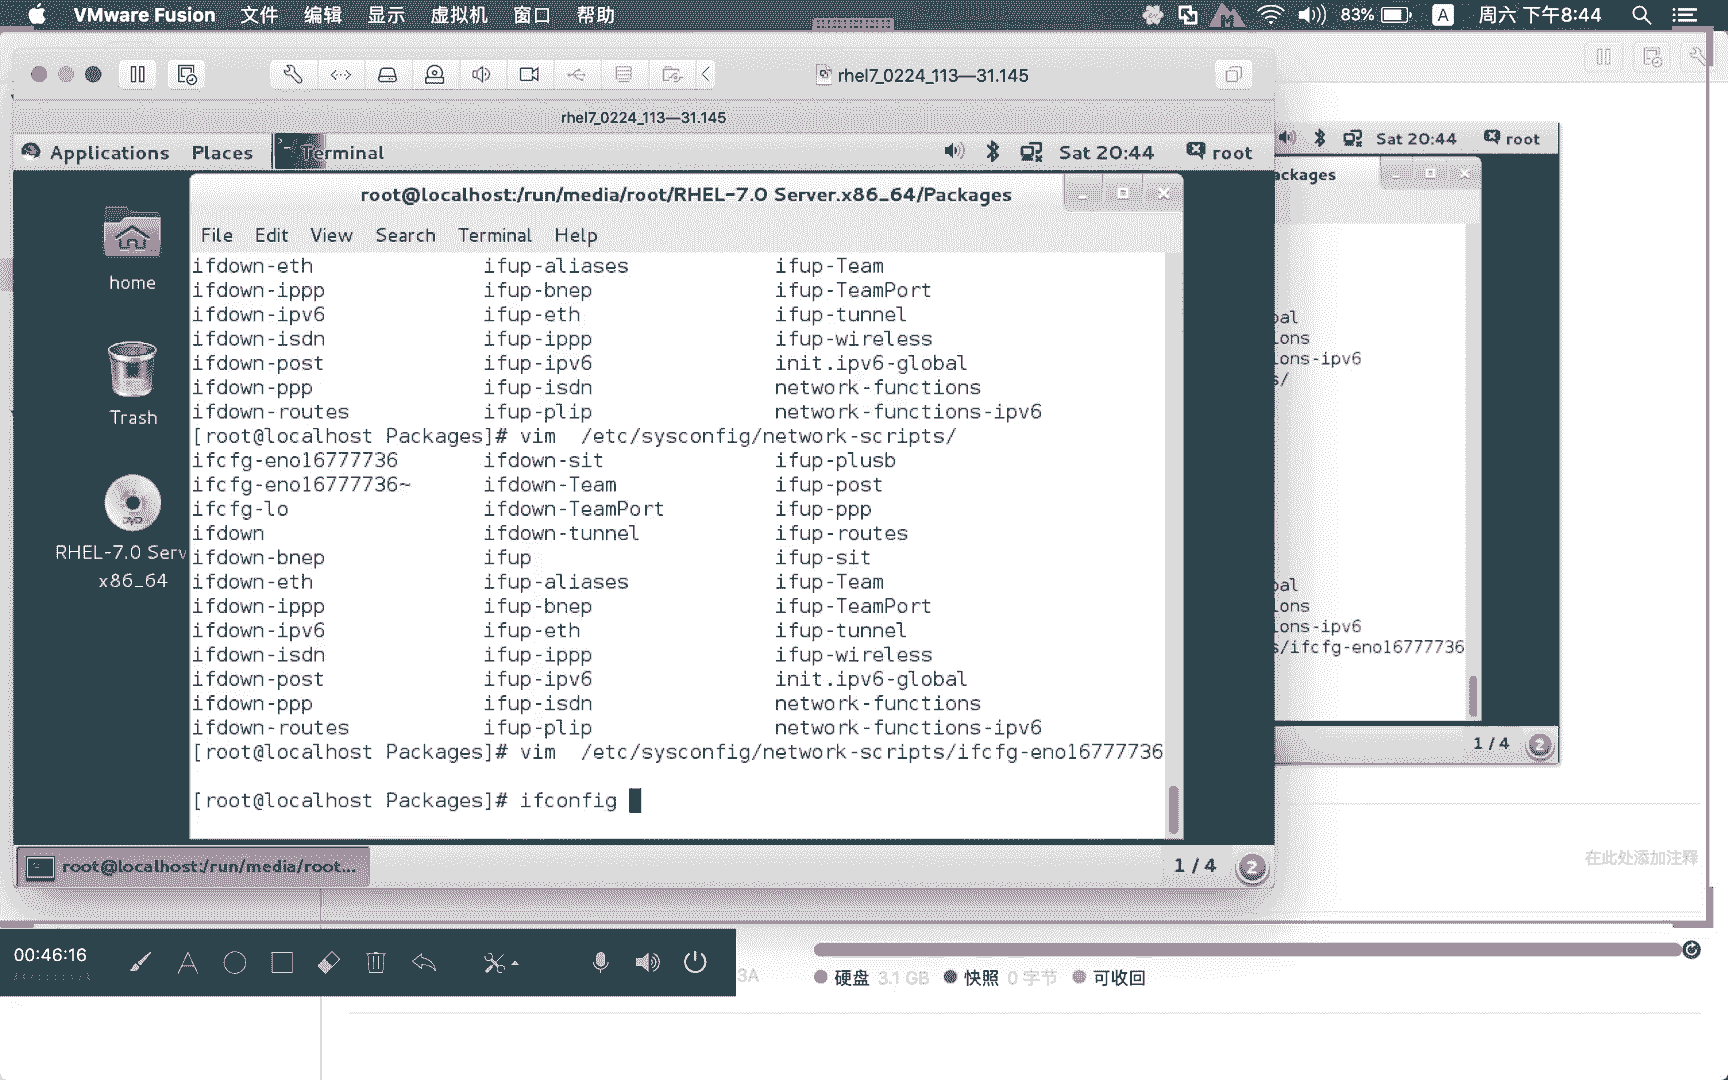 VMware Fusion 文件 编辑 显示 虚拟机 窗口 帮助 83% A 周六 下午8:44
rhel7_0224_113—31.145
rhel7_0224_113—31.145
Applications Places Terminal Sat 20:44 root
root@localhost:/run/media/root/RHEL-7.0 Server.x86_64/Packages
File Edit View Search Terminal Help
home
Trash
DVD
RHEL-7.0 Serv
x86_64
ifdown-eth ifup-aliases ifup-Team
ifdown-ippp ifup-bnep ifup-TeamPort
ifdown-ipv6 ifup-eth ifup-tunnel
ifdown-isdn ifup-ippp ifup-wireless
ifdown-post ifup-ipv6 init.ipv6-global
ifdown-ppp ifup-isdn network-functions
ifdown-routes ifup-plip network-functions-ipv6
[root@localhost Packages]# vim  /etc/sysconfig/network-scripts/
ifcfg-eno16777736 ifdown-sit ifup-plusb
ifcfg-eno16777736~ ifdown-Team ifup-post
ifcfg-lo ifdown-TeamPort ifup-ppp
ifdown ifdown-tunnel ifup-routes
ifdown-bnep ifup ifup-sit
ifdown-eth ifup-aliases ifup-Team
ifdown-ippp ifup-bnep ifup-TeamPort
ifdown-ipv6 ifup-eth ifup-tunnel
ifdown-isdn ifup-ippp ifup-wireless
ifdown-post ifup-ipv6 init.ipv6-global
ifdown-ppp ifup-isdn network-functions
ifdown-routes ifup-plip network-functions-ipv6
[root@localhost Packages]# vim  /etc/sysconfig/network-scripts/ifcfg-eno16777736
[root@localhost Packages]# ifconfig
root@localhost:/run/media/root... 1 / 4 2
Sat 20:44 root
ackages
bal
ions
ions-ipv6
s/
bal
ions
ions-ipv6
s/ifcfg-eno16777736
1 / 4 2
在此处添加注释
00:46:16
3A
硬盘 3.1 GB 快照 0 字节 可收回